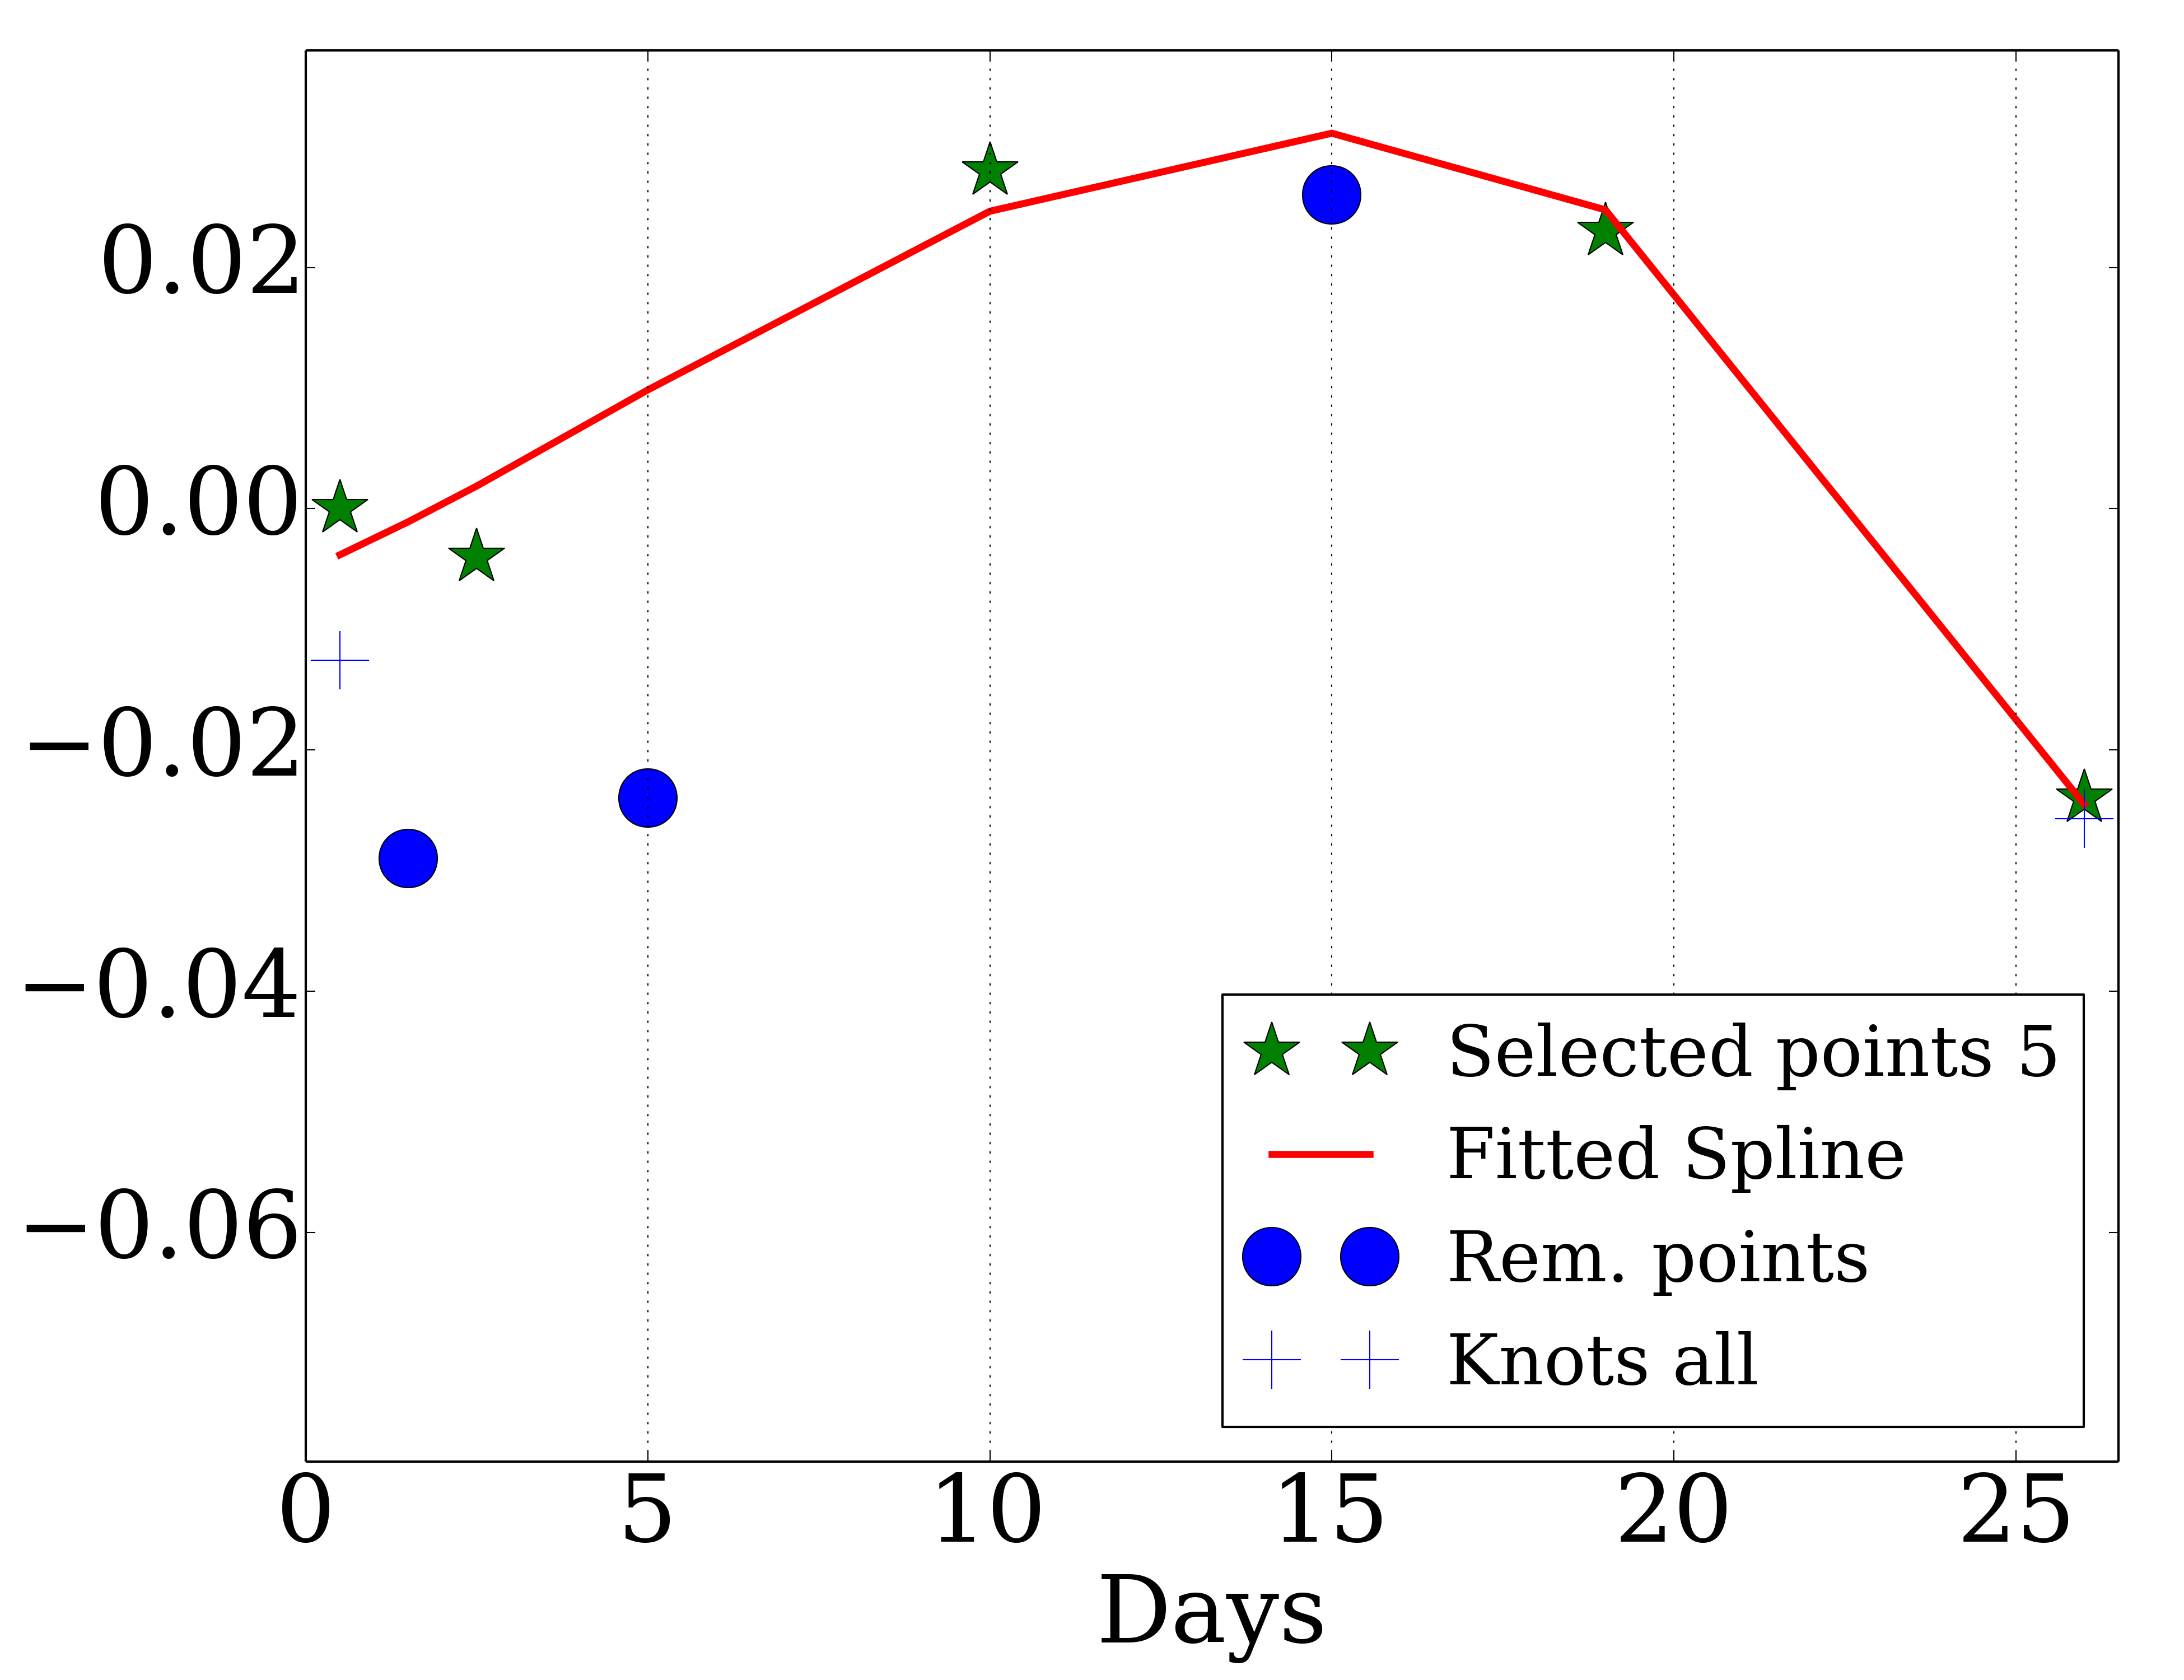 0.02
0.00
−0.02
−0.04
−0.06
Selected points 5
Fitted Spline
Rem. points
Knots all
0 5 10 15 20 25
Days